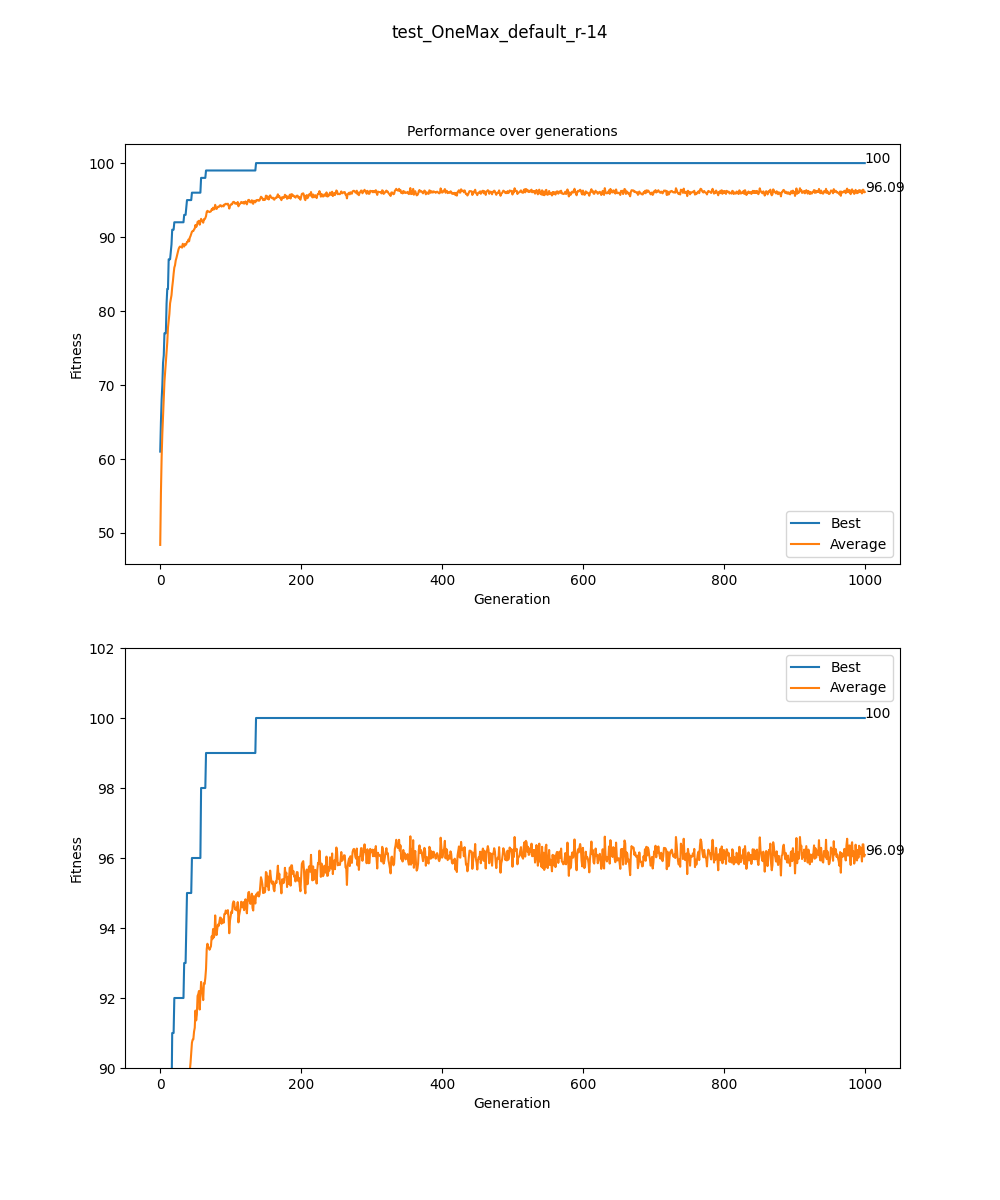 test_OneMax_default_r-14
Performance over generations
100
90
80
70
60
50
Fitness
100
96.09
Best
Average
0 200 400 600 800 1000
Generation
102
100
98
96
94
92
90
Fitness
Best
Average
100
96.09
0 200 400 600 800 1000
Generation